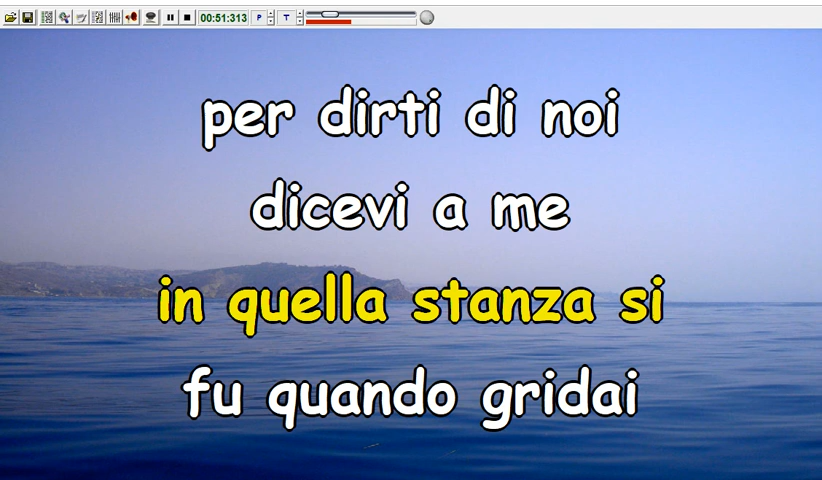 00:51:313 P T
per dirti di noi
dicevi a me
in quella stanza si
fu quando gridai